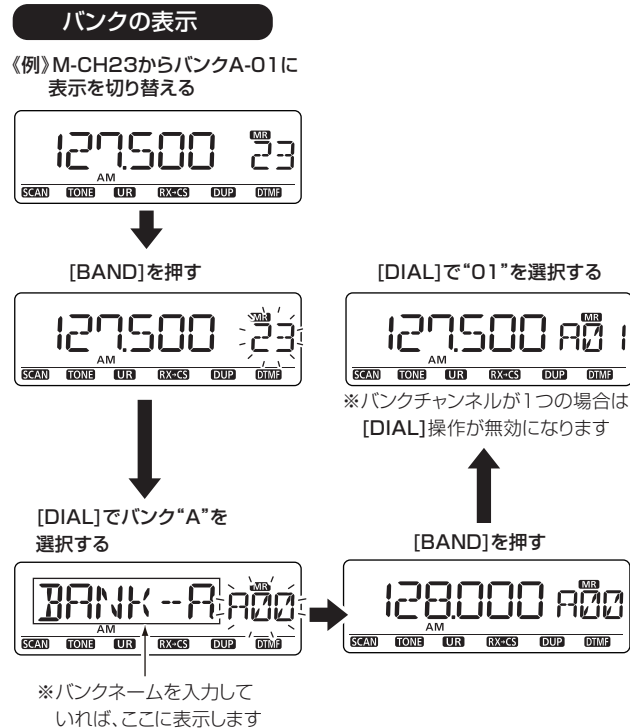 バンクの表示
《例》M-CH23からバンクA-01に
表示を切り替える
127.500 MR 23
AM
SCAN TONE UR RX→CS DUP DTMF
[BAND]を押す
127.500 MR 23
AM
SCAN TONE UR RX→CS DUP DTMF
[DIAL]でバンク“A”を
選択する
BANK--A MR A00
AM
SCAN TONE UR RX→CS DUP DTMF
※バンクネームを入力して
いれば、ここに表示します
[BAND]を押す
128.000 MR A00
AM
SCAN TONE UR RX→CS DUP DTMF
[DIAL]で“01”を選択する
127.500 MR A01
AM
SCAN TONE UR RX→CS DUP DTMF
※バンクチャンネルが1つの場合は
[DIAL]操作が無効になります